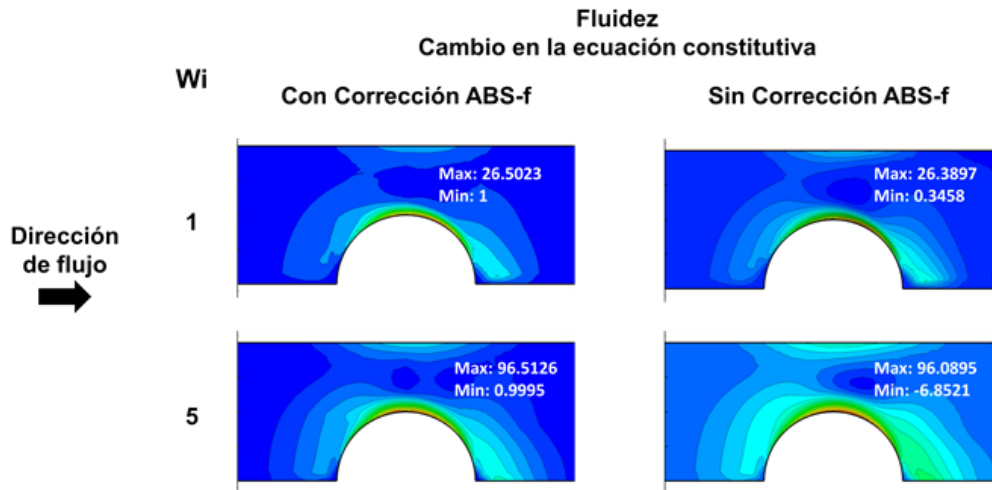 Fluidez
Cambio en la ecuación constitutiva
Wi
Con Corrección ABS-f
Sin Corrección ABS-f
Max: 26.5023
Min: 1
Max: 26.3897
Min: 0.3458
1
Dirección
de flujo
Max: 96.5126
Min: 0.9995
Max: 96.0895
Min: -6.8521
5